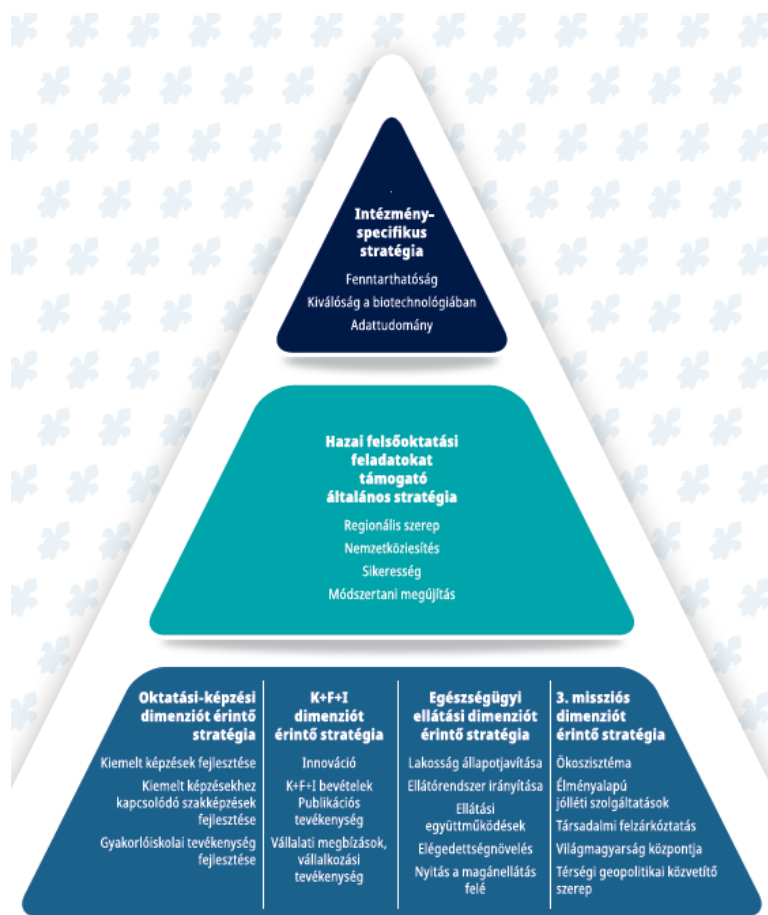 Intézmény-
specifikus
stratégia
Fenntarthatóság
Kiválóság a biotechnológiában
Adattudomány
Hazai felsőoktatási
feladatokat
támogató
általános stratégia
Regionális szerep
Nemzetköziesítés
Sikeresség
Módszertani megújítás
Oktatási-képzési
dimenziót érintő
stratégia
Kiemelt képzések fejlesztése
Kiemelt képzésekhez
kapcsolódó szakképzések
fejlesztése
Gyakorlóiskolai tevékenység
fejlesztése
K+F+I
dimenziót
érintő stratégia
Innováció
K+F+I bevételek
Publikációs
tevékenység
Vállalati megbízások,
vállalkozási
tevékenység
Egészségügyi
ellátási dimenziót
érintő stratégia
Lakosság állapotjavítása
Ellátórendszer irányítása
Ellátási
együttműködések
Elégedettségnövelés
Nyitás a magánellátás
felé
3. missziós
dimenziót
érintő stratégia
Ökoszisztéma
Élményalapú
jólléti szolgáltatások
Társadalmi felzárkóztatás
Világmagyarság központja
Térségi geopolitikai közvetítő
szerep